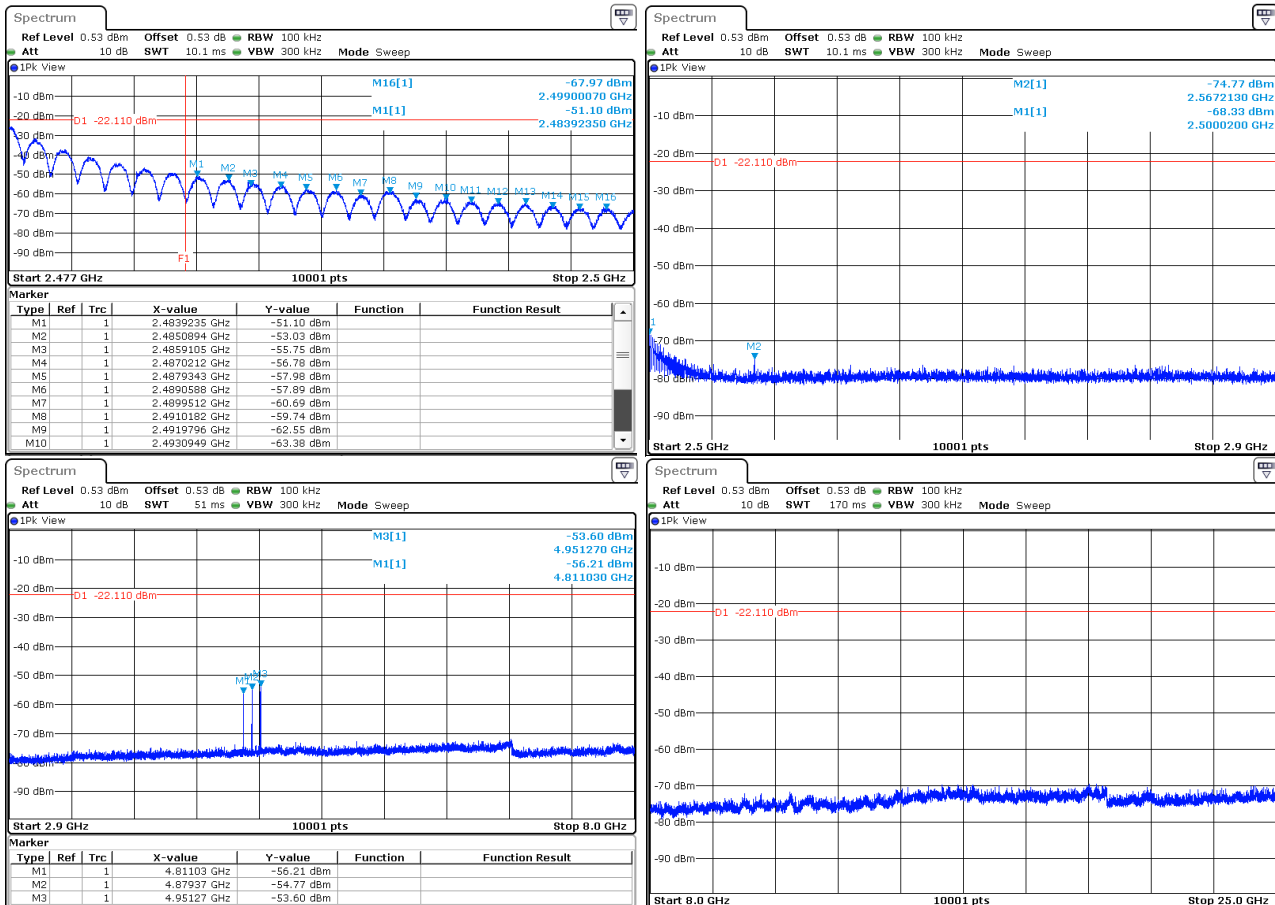 Spectrum
Ref Level 0.53 dBm Offset 0.53 dB RBW 100 kHz
Att 10 dB SWT 10.1 ms VBW 300 kHz Mode Sweep
1Pk View
M16[1] -67.97 dBm
2.49900070 GHz
M1[1] -51.10 dBm
2.48392350 GHz
-10 dBm
-20 dBm
D1 -22.110 dBm
-30 dBm
-40 dBm
-50 dBm
-60 dBm
-70 dBm
-80 dBm
-90 dBm
M1 M2 M3 M4 M5 M6 M7 M8 M9 M10 M11 M12 M13 M14 M15 M16
F1
Start 2.477 GHz 10001 pts Stop 2.5 GHz
Marker
Type Ref Trc X-value Y-value Function Function Result
M1 1 2.4839235 GHz -51.10 dBm
M2 1 2.4850894 GHz -53.03 dBm
M3 1 2.4859105 GHz -55.75 dBm
M4 1 2.4870212 GHz -56.78 dBm
M5 1 2.4879343 GHz -57.98 dBm
M6 1 2.4890588 GHz -57.89 dBm
M7 1 2.4899512 GHz -60.69 dBm
M8 1 2.4910182 GHz -59.74 dBm
M9 1 2.4919796 GHz -62.55 dBm
M10 1 2.4930949 GHz -63.38 dBm
Spectrum
Ref Level 0.53 dBm Offset 0.53 dB RBW 100 kHz
Att 10 dB SWT 10.1 ms VBW 300 kHz Mode Sweep
1Pk View
M2[1] -74.77 dBm
2.5672130 GHz
M1[1] -68.33 dBm
2.5000200 GHz
-10 dBm
-20 dBm
D1 -22.110 dBm
-30 dBm
-40 dBm
-50 dBm
-60 dBm
1
-70 dBm
M2
-80 dBm
-90 dBm
Start 2.5 GHz 10001 pts Stop 2.9 GHz
Spectrum
Ref Level 0.53 dBm Offset 0.53 dB RBW 100 kHz
Att 10 dB SWT 51 ms VBW 300 kHz Mode Sweep
1Pk View
M3[1] -53.60 dBm
4.951270 GHz
M1[1] -56.21 dBm
4.811030 GHz
-10 dBm
-20 dBm
D1 -22.110 dBm
-30 dBm
-40 dBm
-50 dBm
M1 M2 M3
-60 dBm
-70 dBm
-80 dBm
-90 dBm
Start 2.9 GHz 10001 pts Stop 8.0 GHz
Marker
Type Ref Trc X-value Y-value Function Function Result
M1 1 4.81103 GHz -56.21 dBm
M2 1 4.87937 GHz -54.77 dBm
M3 1 4.95127 GHz -53.60 dBm
Spectrum
Ref Level 0.53 dBm Offset 0.53 dB RBW 100 kHz
Att 10 dB SWT 170 ms VBW 300 kHz Mode Sweep
1Pk View
-10 dBm
-20 dBm
D1 -22.110 dBm
-30 dBm
-40 dBm
-50 dBm
-60 dBm
-70 dBm
-80 dBm
-90 dBm
Start 8.0 GHz 10001 pts Stop 25.0 GHz